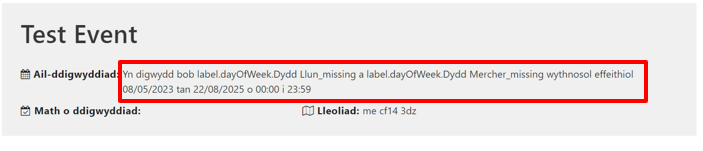 Test Event
Ail-ddigwyddiad: Yn digwydd bob label.dayOfWeek.Dydd Llun_missing a label.dayOfWeek.Dydd Mercher_missing wythnosol effeithiol
08/05/2023 tan 22/08/2025 o 00:00 i 23:59
Math o ddigwyddiad: Lleoliad: me cf14 3dz